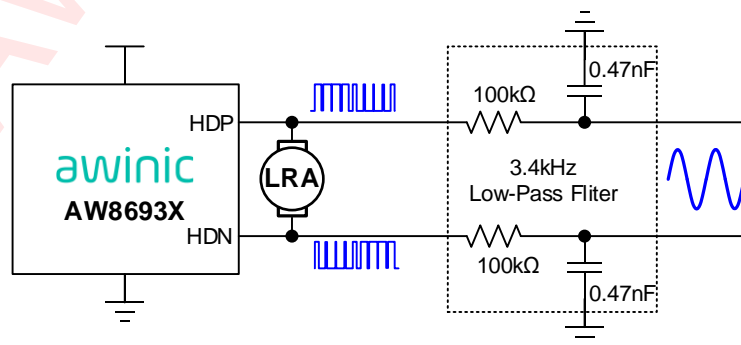 0.47nF
100kΩ
HDP
awinic
AW8693X
LRA
3.4kHz
Low-Pass Fliter
HDN
100kΩ
0.47nF